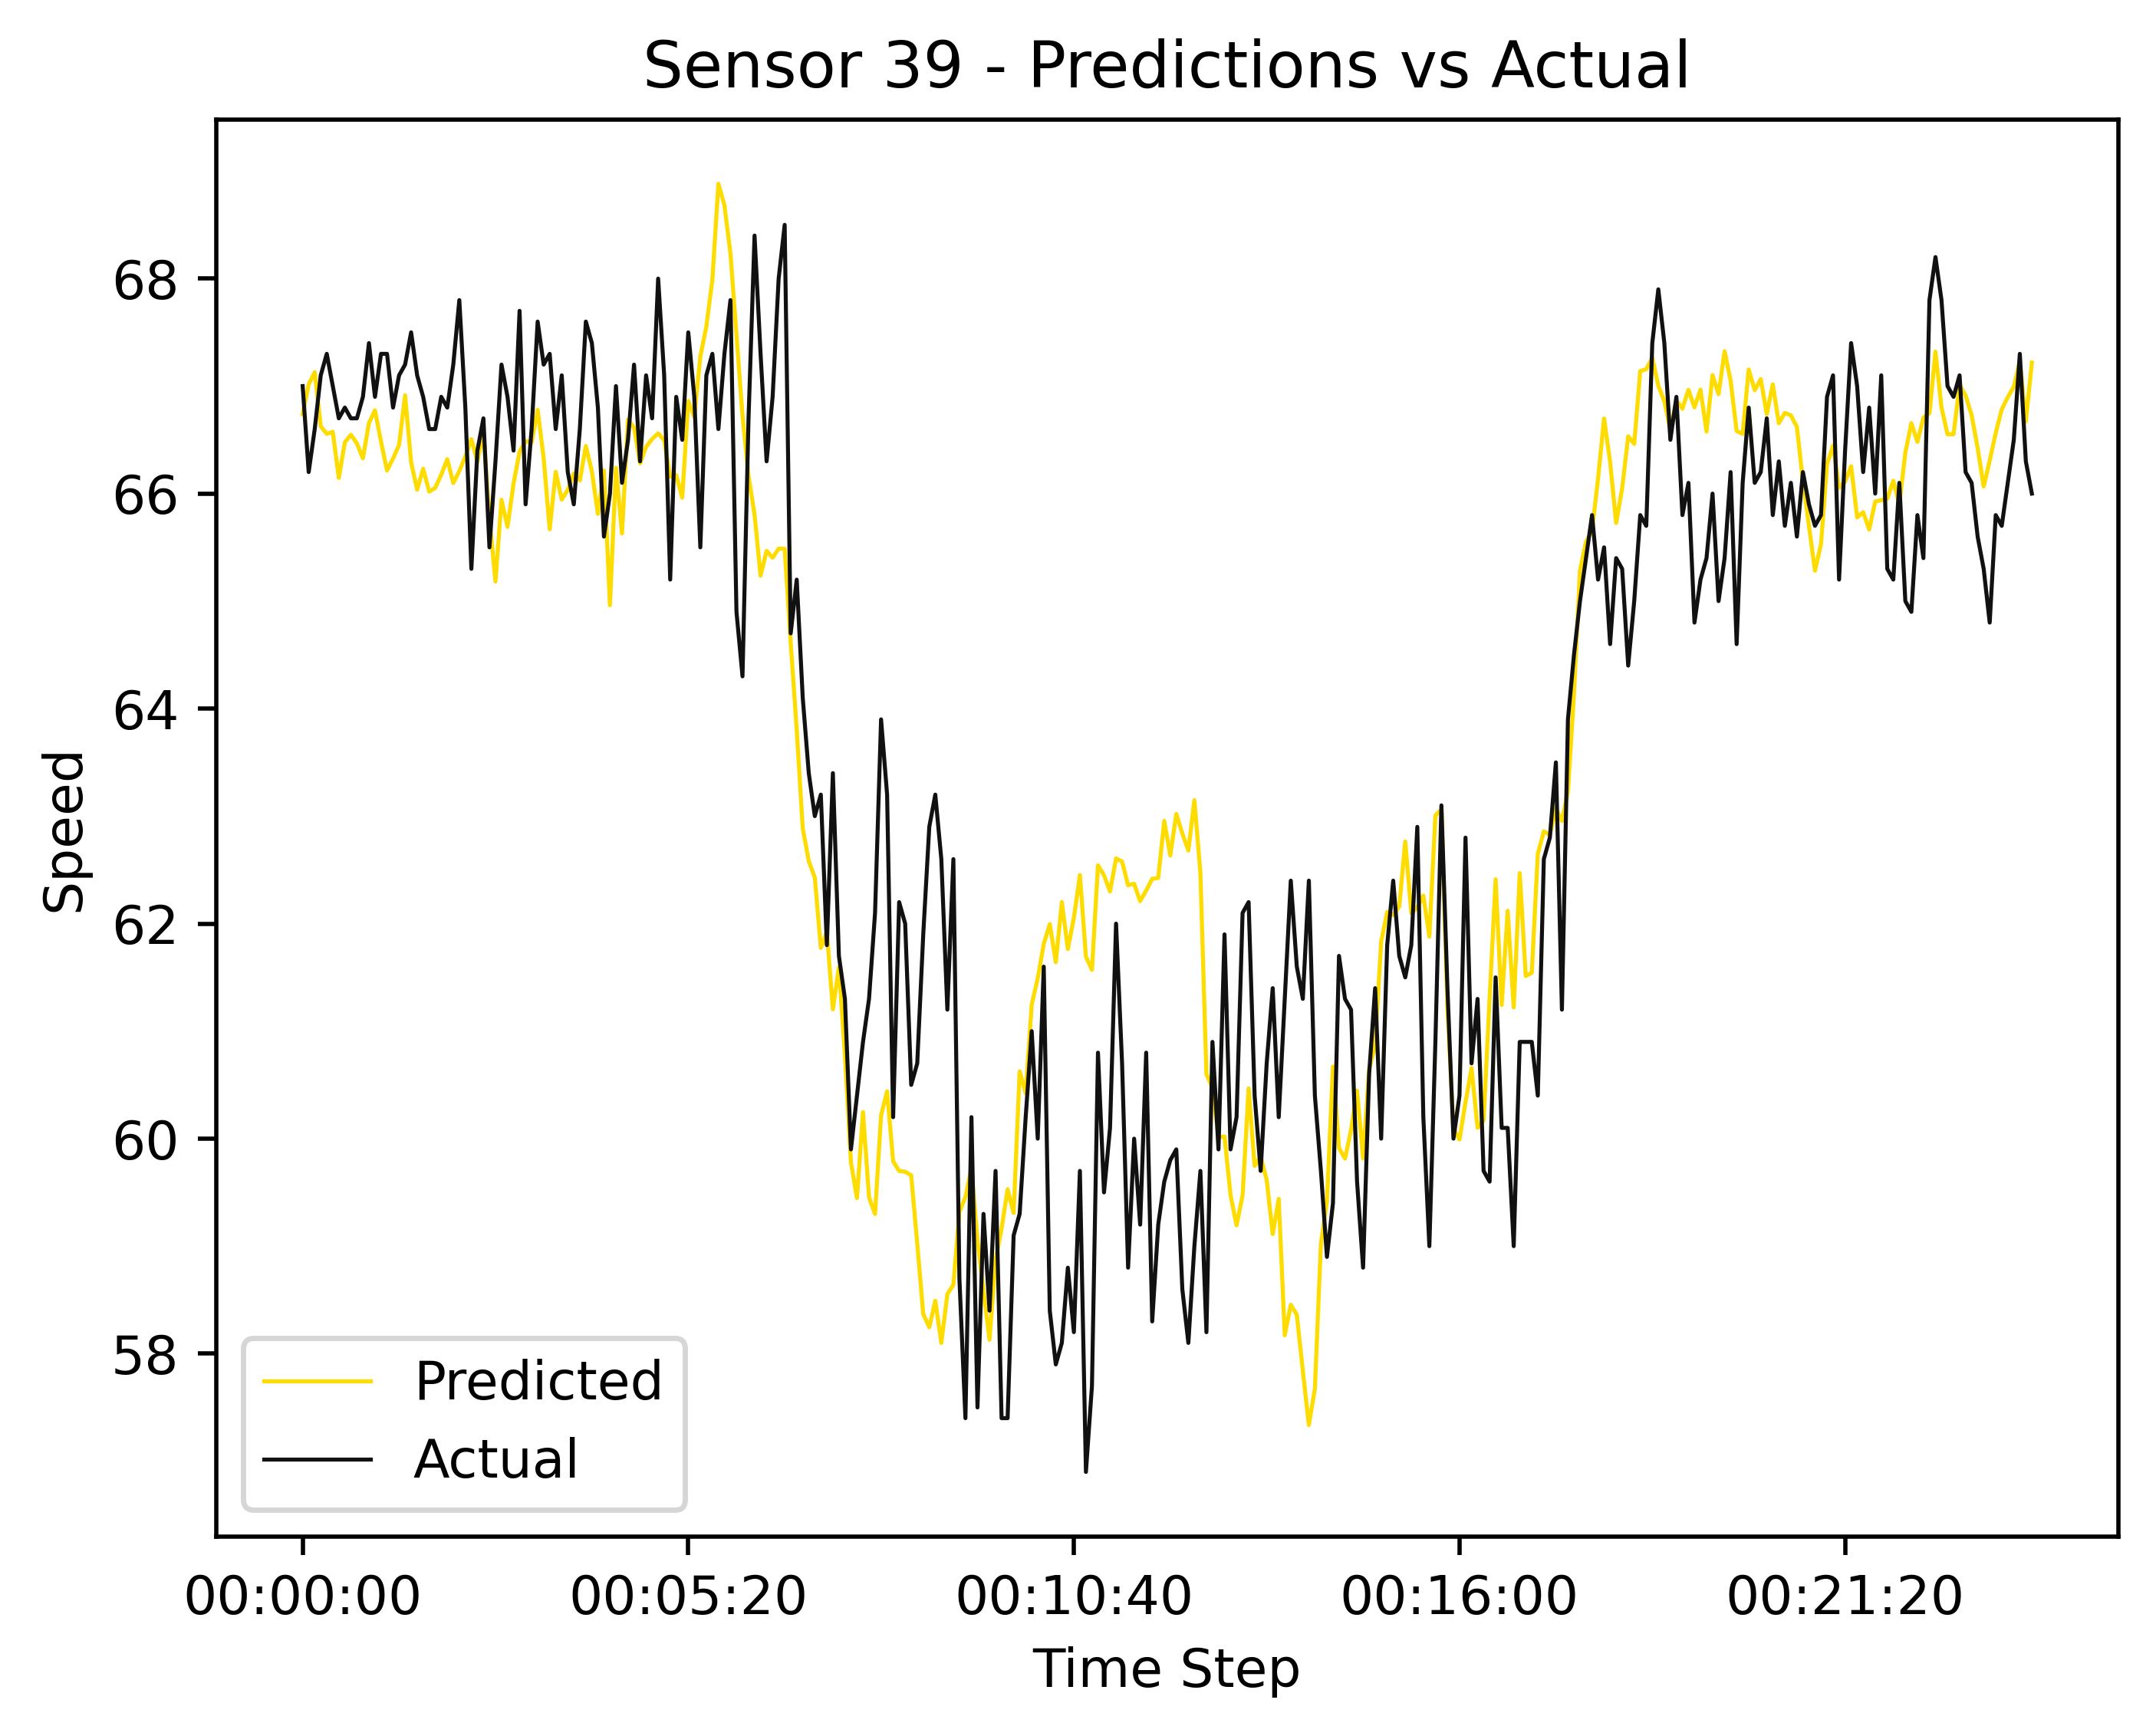 Sensor 39 - Predictions vs Actual
68
66
64
62
60
58
Speed
Predicted
Actual
00:00:00 00:05:20 00:10:40 00:16:00 00:21:20
Time Step